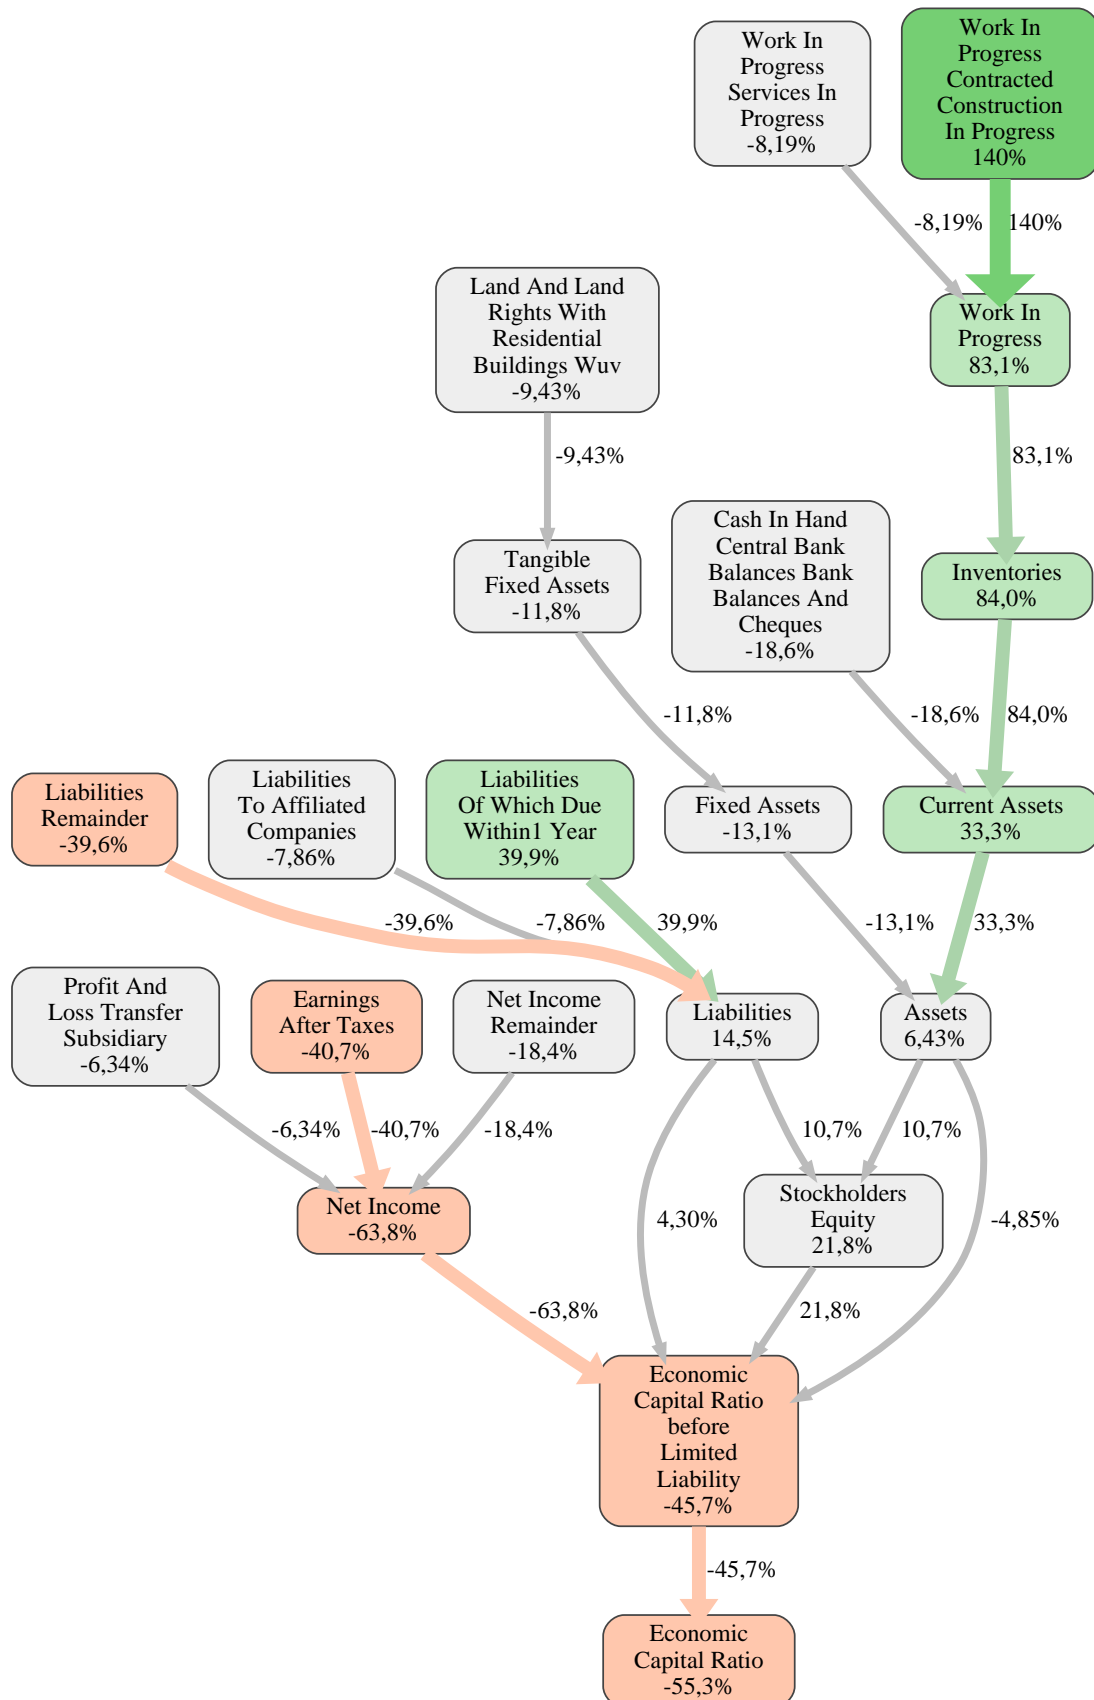 Work In
Progress
Services In
Progress
-8,19%
Work In
Progress
Contracted
Construction
In Progress
140%
-8,19%
140%
Land And Land
Rights With
Residential
Buildings Wuv
-9,43%
Work In
Progress
83,1%
-9,43%
83,1%
Cash In Hand
Central Bank
Balances Bank
Balances And
Cheques
-18,6%
Tangible
Fixed Assets
-11,8%
Inventories
84,0%
-11,8%
-18,6%
84,0%
Liabilities
Remainder
-39,6%
Liabilities
To Affiliated
Companies
-7,86%
Liabilities
Of Which Due
Within1 Year
39,9%
Fixed Assets
-13,1%
Current Assets
33,3%
-39,6%
-7,86%
39,9%
-13,1%
33,3%
Profit And
Loss Transfer
Subsidiary
-6,34%
Earnings
After Taxes
-40,7%
Net Income
Remainder
-18,4%
Liabilities
14,5%
Assets
6,43%
-6,34%
-40,7%
-18,4%
10,7%
10,7%
Net Income
-63,8%
Stockholders
Equity
21,8%
4,30%
-4,85%
-63,8%
21,8%
Economic
Capital Ratio
before
Limited
Liability
-45,7%
-45,7%
Economic
Capital Ratio
-55,3%